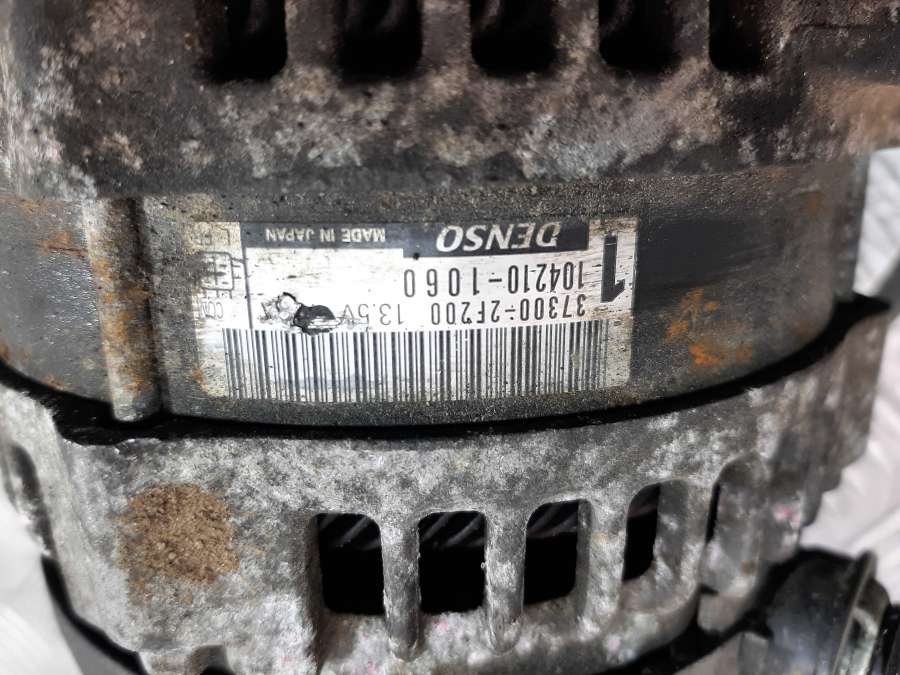 37300-2F200 13.5V
1 104210-1060
DENSO MADE IN JAPAN